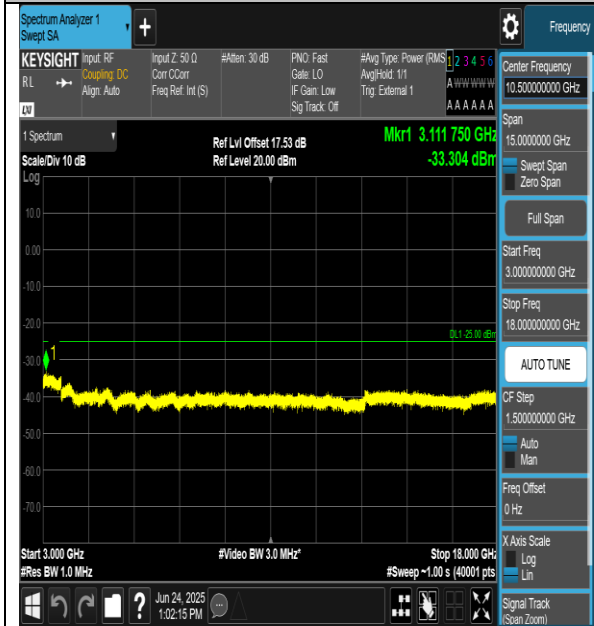 Spectrum Analyzer 1
Swept SA
+
Frequency
KEYSIGHT
RL
LXI
Input: RF
Coupling: DC
Align: Auto
Input Z: 50 Ω
Corr CCorr
Freq Ref: Int (S)
#Atten: 30 dB
PNO: Fast
Gate: LO
IF Gain: Low
Sig Track: Off
#Avg Type: Power (RMS
Avg|Hold: 1/1
Trig: External 1
1 2 3 4 5 6
A W W W W W
A A A A A A
1 Spectrum
Scale/Div 10 dB
Log
Ref Lvl Offset 17.53 dB
Ref Level 20.00 dBm
Mkr1 3.111 750 GHz
-33.304 dBm
10.0
0.00
-10.0
-20.0
-30.0
-40.0
-50.0
-60.0
-70.0
DL1 -25.00 dBm
1
Start 3.000 GHz
#Res BW 1.0 MHz
#Video BW 3.0 MHz*
Stop 18.000 GHz
#Sweep ~1.00 s (40001 pts
Center Frequency
10.500000000 GHz
Span
15.0000000 GHz
Swept Span
Zero Span
Full Span
Start Freq
3.000000000 GHz
Stop Freq
18.000000000 GHz
AUTO TUNE
CF Step
1.500000000 GHz
Auto
Man
Freq Offset
0 Hz
X Axis Scale
Log
Lin
Signal Track
(Span Zoom)
?
Jun 24, 2025
1:02:15 PM